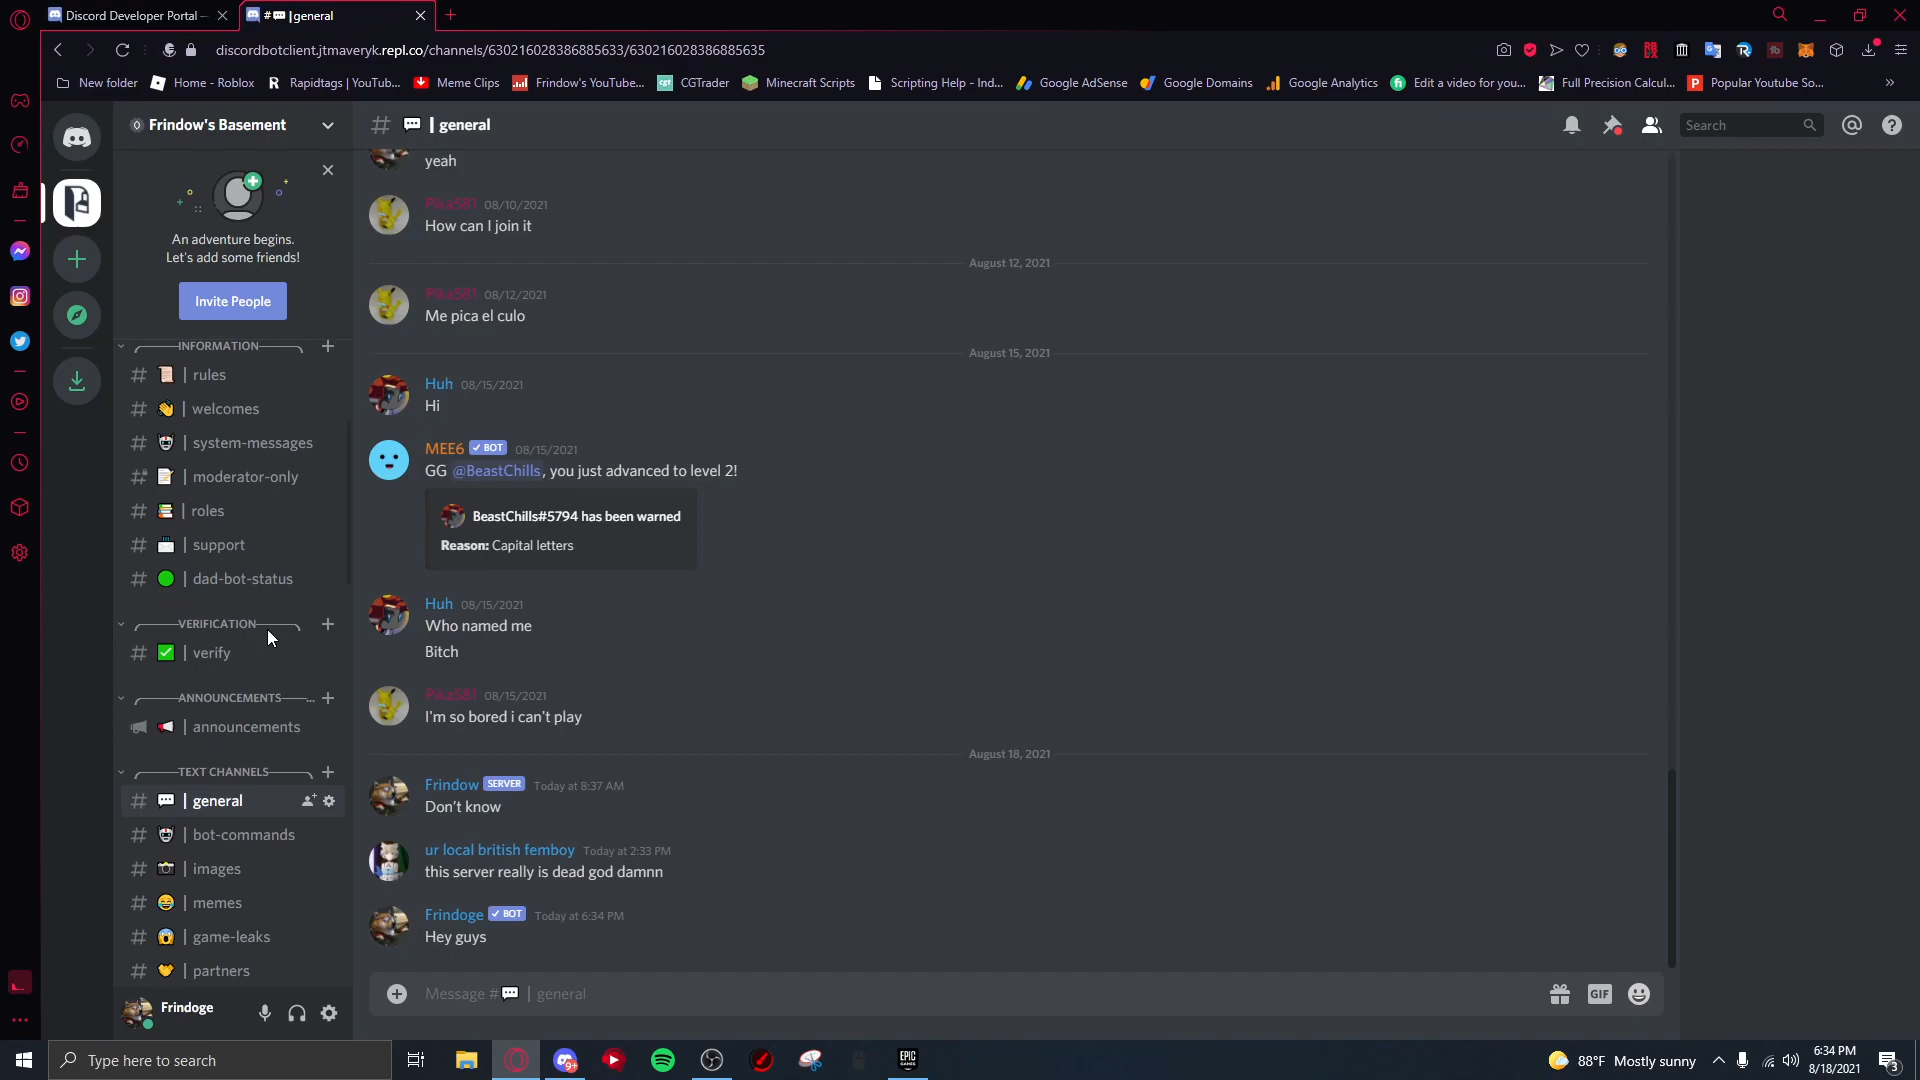 Discord Developer Portal -
# | general
discordbotclient.jtmaveryk.repl.co/channels/630216028386885633/630216028386885635
New folder
Home - Roblox
Rapidtags | YouTub...
Meme Clips
Frindow's YouTube...
CGTrader
Minecraft Scripts
Scripting Help - Ind...
Google AdSense
Google Domains
Google Analytics
Edit a video for you...
Full Precision Calcul...
Popular Youtube So...
Frindow's Basement
# | general
Search
An adventure begins.
Let's add some friends!
Invite People
INFORMATION
# | rules
# | welcomes
# | system-messages
# | moderator-only
# | roles
# | support
# | dad-bot-status
VERIFICATION
# | verify
ANNOUNCEMENTS
| announcements
TEXT CHANNELS
# | general
# | bot-commands
# | images
# | memes
# | game-leaks
# | partners
Frindoge
yeah
Pika581 08/10/2021
How can I join it
August 12, 2021
Pika581 08/12/2021
Me pica el culo
August 15, 2021
Huh 08/15/2021
Hi
MEE6 BOT 08/15/2021
GG @BeastChills, you just advanced to level 2!
BeastChills#5794 has been warned
Reason: Capital letters
Huh 08/15/2021
Who named me
Bitch
Pika581 08/15/2021
I'm so bored i can't play
August 18, 2021
Frindow SERVER Today at 8:37 AM
Don't know
ur local british femboy Today at 2:33 PM
this server really is dead god damnn
Frindoge BOT Today at 6:34 PM
Hey guys
Message # | general
GIF
Type here to search
9+
EPIC GAMES
88°F Mostly sunny
6:34 PM
8/18/2021
3